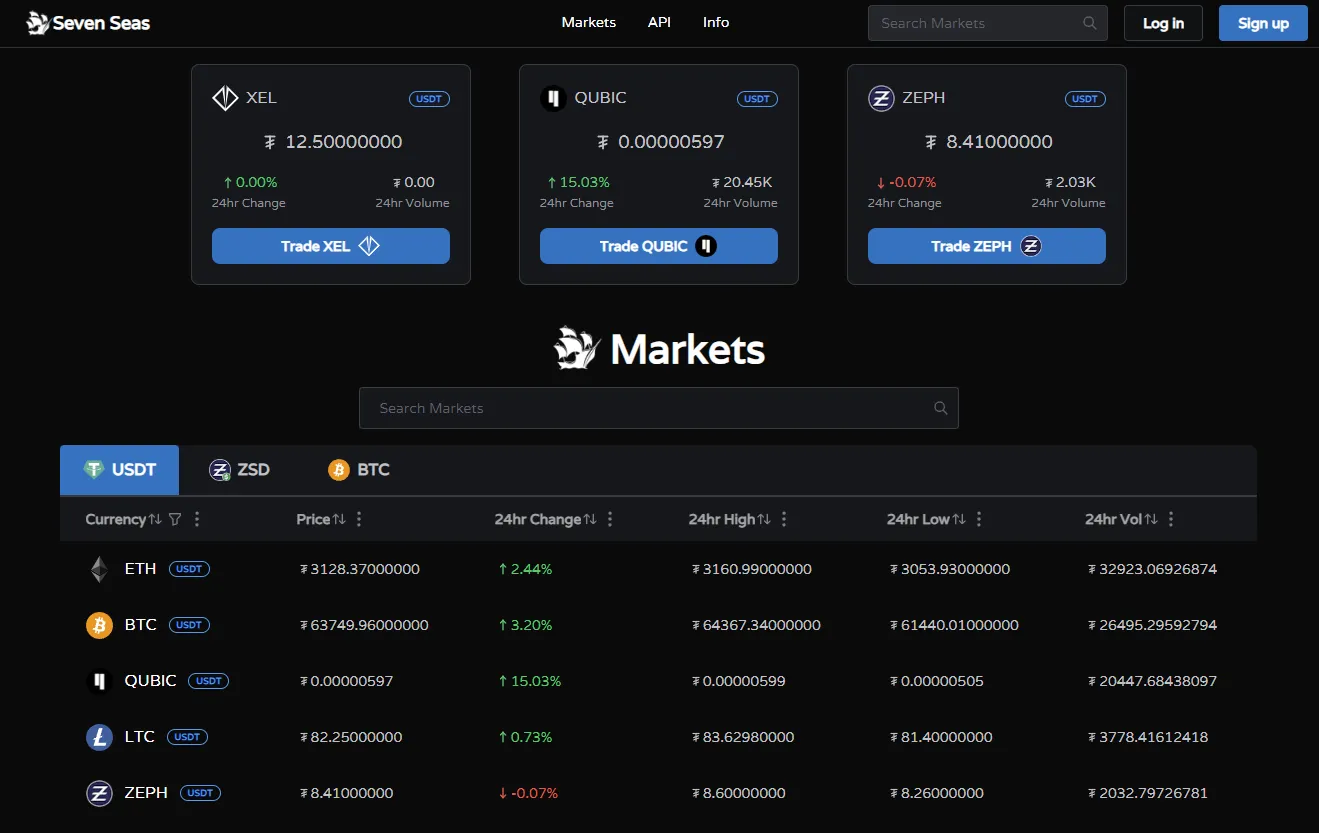 Seven Seas Markets API Info Search Markets Log in Sign up
XEL USDT QUBIC USDT ZEPH USDT
₮ 12.50000000 ₮ 0.00000597 ₮ 8.41000000
↑ 0.00% ₮ 0.00 ↑ 15.03% ₮ 20.45K ↓ -0.07% ₮ 2.03K
24hr Change 24hr Volume 24hr Change 24hr Volume 24hr Change 24hr Volume
Trade XEL Trade QUBIC Trade ZEPH
Markets
Search Markets
USDT ZSD BTC
Currency Price 24hr Change 24hr High 24hr Low 24hr Vol
ETH USDT ₮ 3128.37000000 ↑ 2.44% ₮ 3160.99000000 ₮ 3053.93000000 ₮ 32923.06926874
BTC USDT ₮ 63749.96000000 ↑ 3.20% ₮ 64367.34000000 ₮ 61440.01000000 ₮ 26495.29592794
QUBIC USDT ₮ 0.00000597 ↑ 15.03% ₮ 0.00000599 ₮ 0.00000505 ₮ 20447.68438097
LTC USDT ₮ 82.25000000 ↑ 0.73% ₮ 83.62980000 ₮ 81.40000000 ₮ 3778.41612418
ZEPH USDT ₮ 8.41000000 ↓ -0.07% ₮ 8.60000000 ₮ 8.26000000 ₮ 2032.79726781